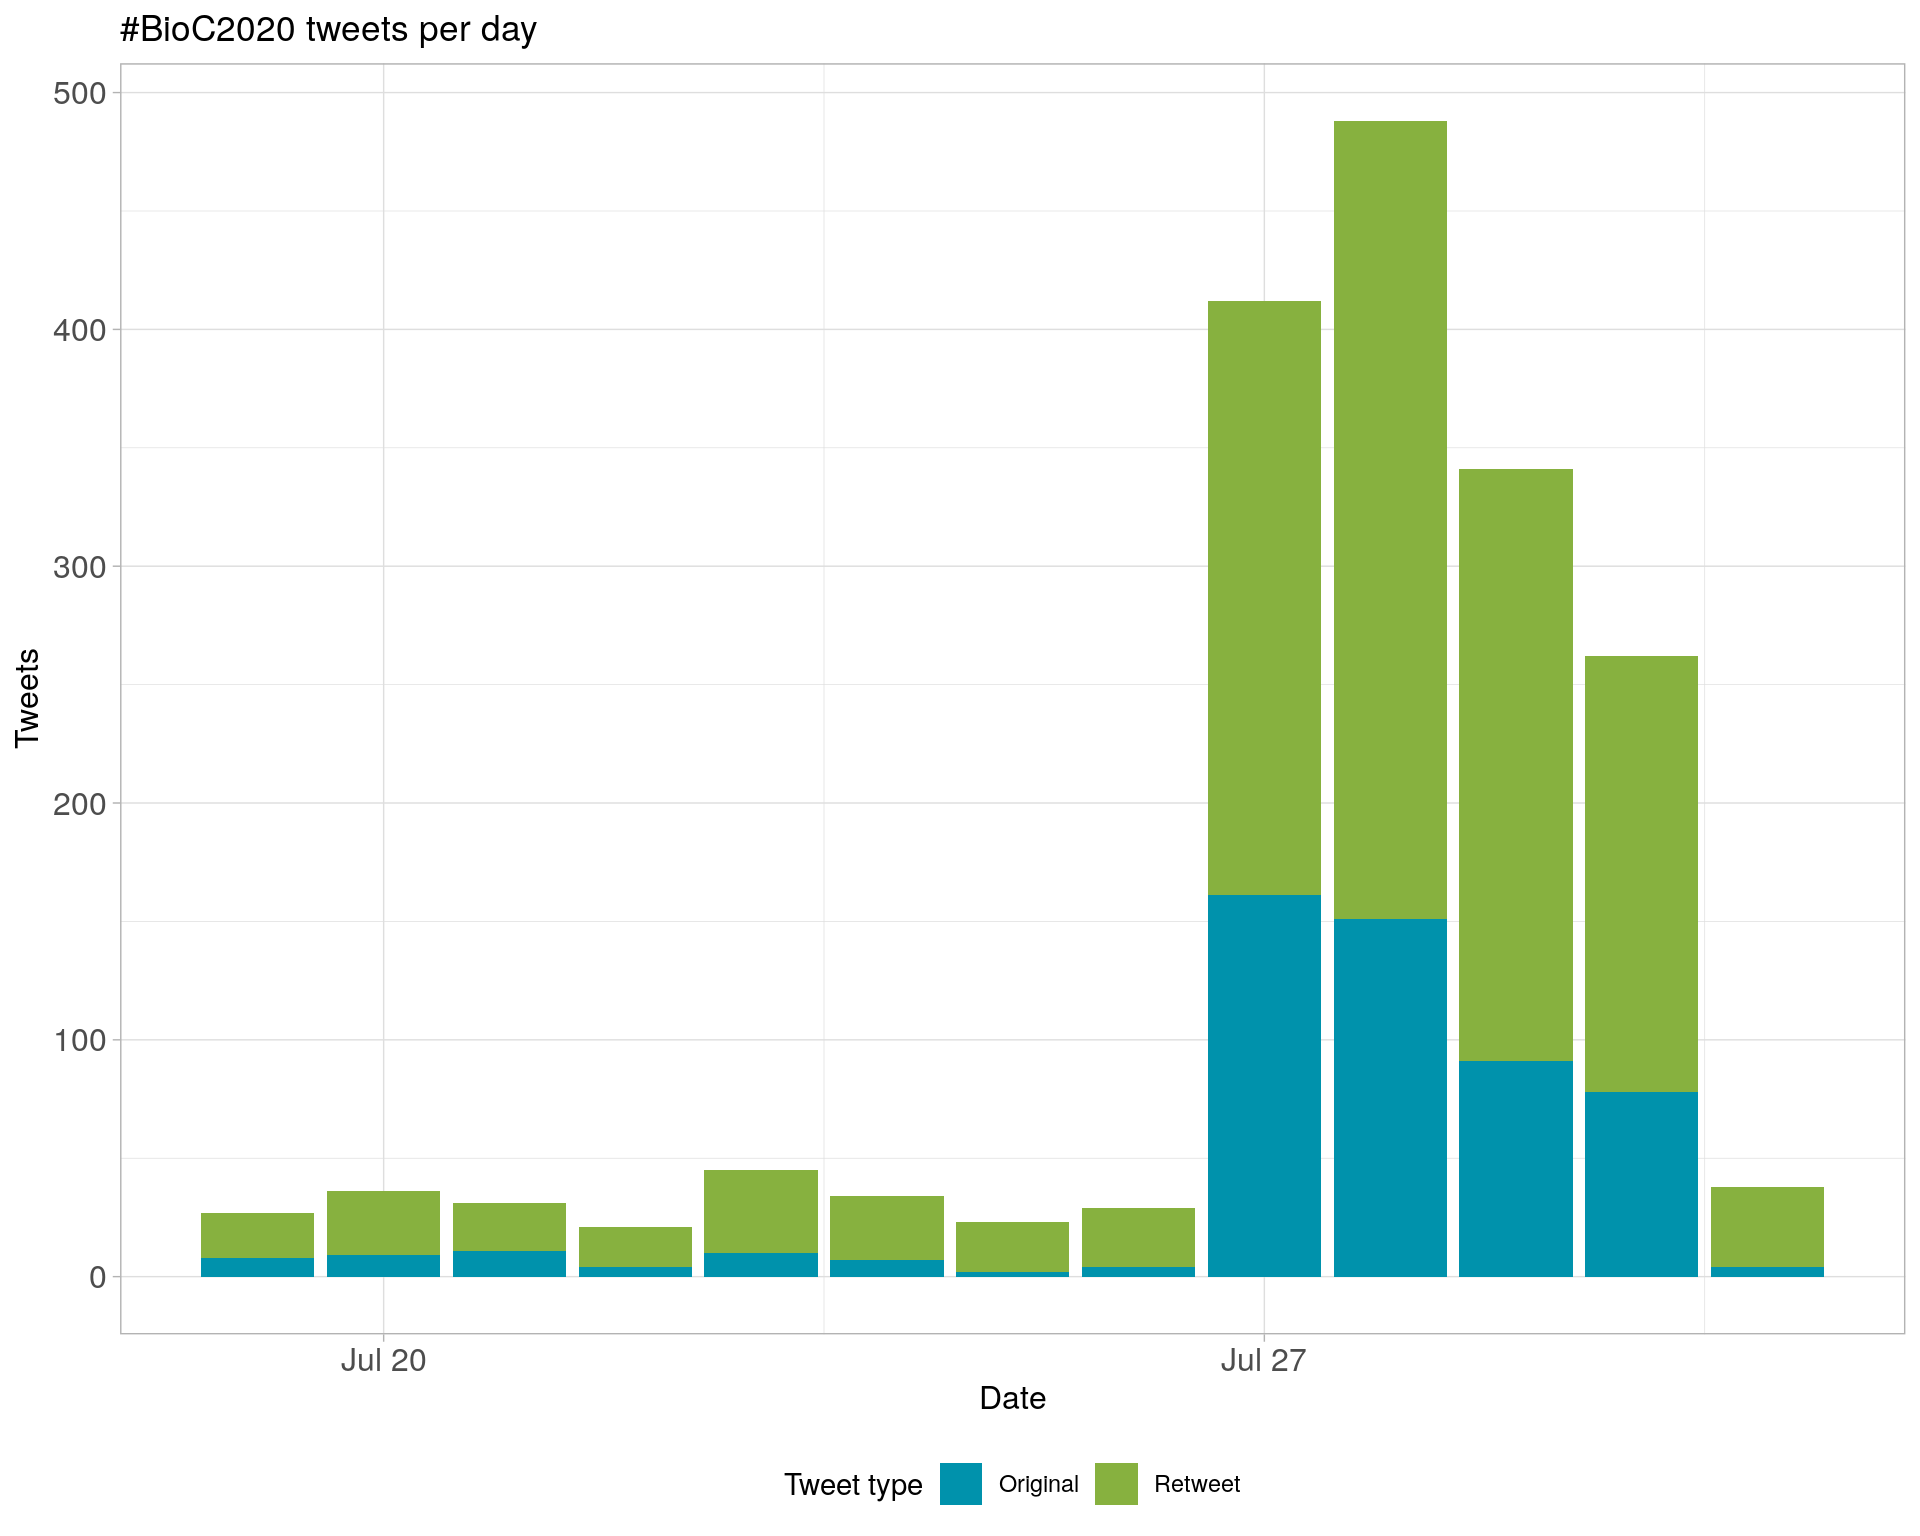 #BioC2020 tweets per day
500
400
300
200
100
0
Tweets
Jul 20
Jul 27
Date
Tweet type
Original
Retweet